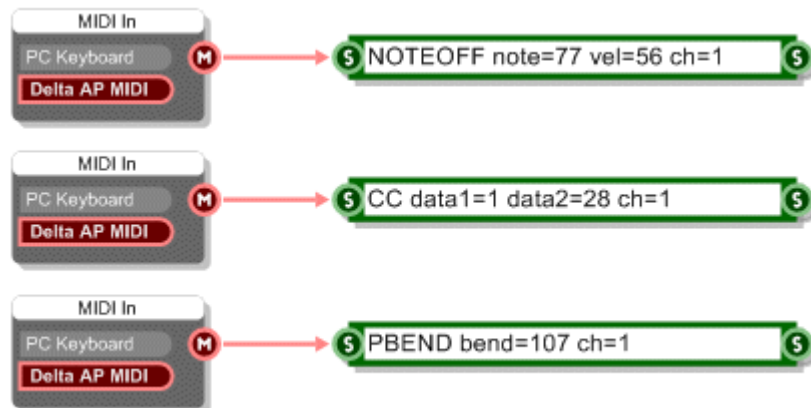 MIDI In
PC Keyboard M S NOTEOFF note=77 vel=56 ch=1 S
Delta AP MIDI
MIDI In
PC Keyboard M S CC data1=1 data2=28 ch=1 S
Delta AP MIDI
MIDI In
PC Keyboard M S PBEND bend=107 ch=1 S
Delta AP MIDI